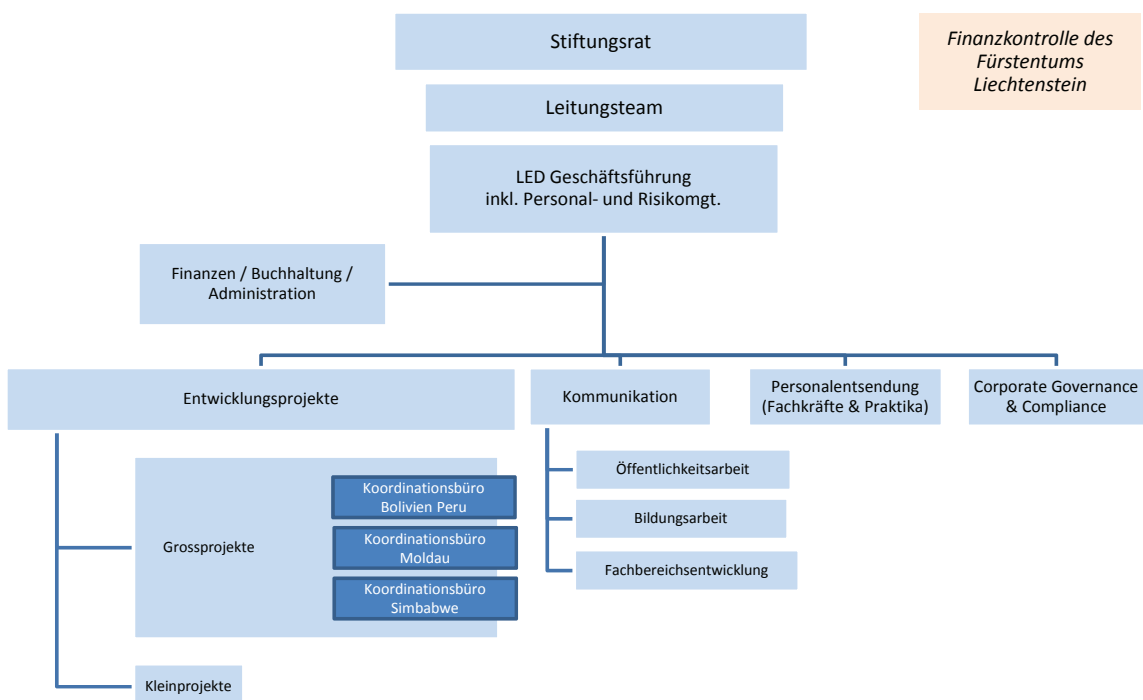 Stiftungsrat
Finanzkontrolle des
Fürstentums
Liechtenstein
Leitungsteam
LED Geschäftsführung
inkl. Personal- und Risikomgt.
Finanzen / Buchhaltung /
Administration
Entwicklungsprojekte
Kommunikation
Personalentsendung
(Fachkräfte & Praktika)
Corporate Governance
& Compliance
Grossprojekte
Koordinationsbüro
Bolivien Peru
Koordinationsbüro
Moldau
Koordinationsbüro
Simbabwe
Kleinprojekte
Öffentlichkeitsarbeit
Bildungsarbeit
Fachbereichsentwicklung